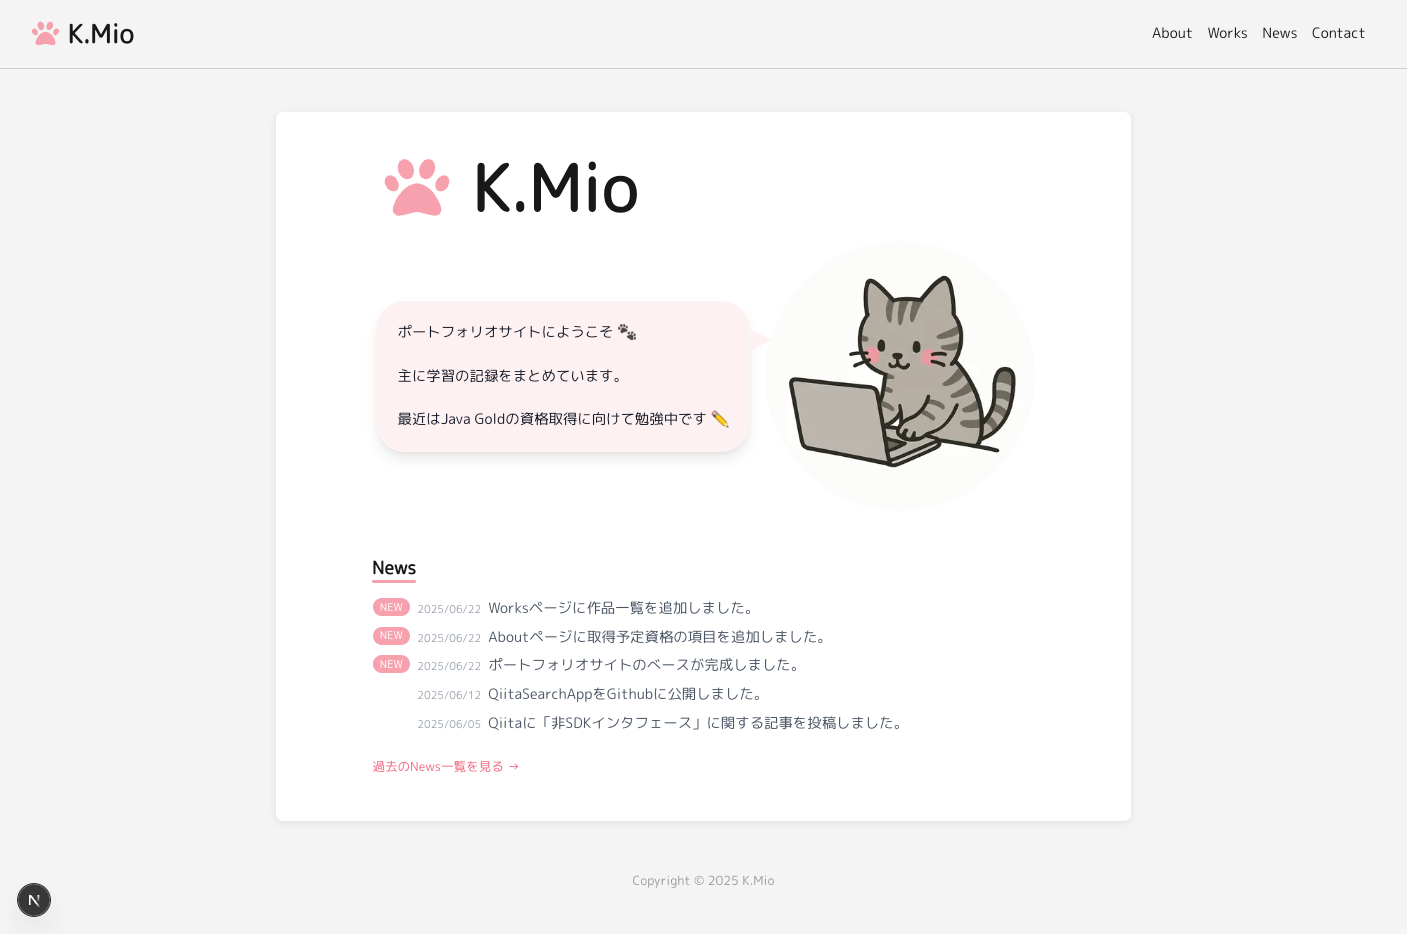 K.Mio
About Works News Contact
K.Mio
ポートフォリオサイトにようこそ 🐾
主に学習の記録をまとめています。
最近はJava Goldの資格取得に向けて勉強中です ✏️
News
NEW 2025/06/22 Worksページに作品一覧を追加しました。
NEW 2025/06/22 Aboutページに取得予定資格の項目を追加しました。
NEW 2025/06/22 ポートフォリオサイトのベースが完成しました。
2025/06/12 QiitaSearchAppをGithubに公開しました。
2025/06/05 Qiitaに「非SDKインタフェース」に関する記事を投稿しました。
過去のNews一覧を見る →
Copyright © 2025 K.Mio
N